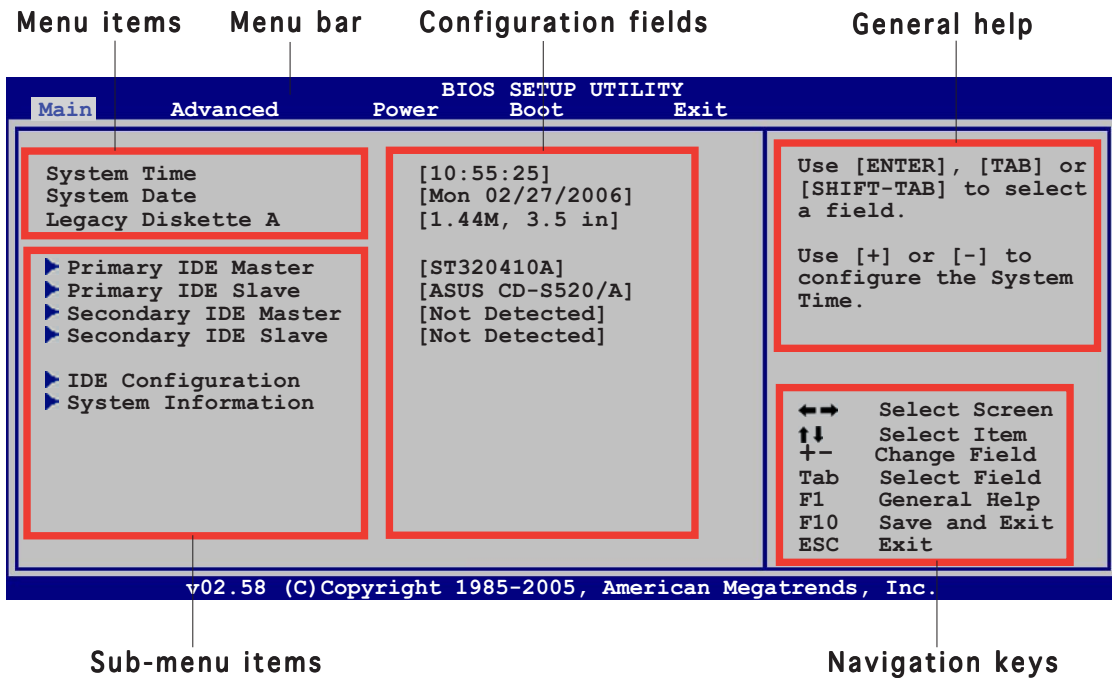 Menu items Menu bar Configuration fields General help
BIOS SETUP UTILITY
Main Advanced Power Boot Exit
System Time [10:55:25]
System Date [Mon 02/27/2006]
Legacy Diskette A [1.44M, 3.5 in]
Primary IDE Master [ST320410A]
Primary IDE Slave [ASUS CD-S520/A]
Secondary IDE Master [Not Detected]
Secondary IDE Slave [Not Detected]
IDE Configuration
System Information
Use [ENTER], [TAB] or
[SHIFT-TAB] to select
a field.
Use [+] or [-] to
configure the System
Time.
←→ Select Screen
↑↓ Select Item
+- Change Field
Tab Select Field
F1 General Help
F10 Save and Exit
ESC Exit
v02.58 (C)Copyright 1985-2005, American Megatrends, Inc.
Sub-menu items Navigation keys